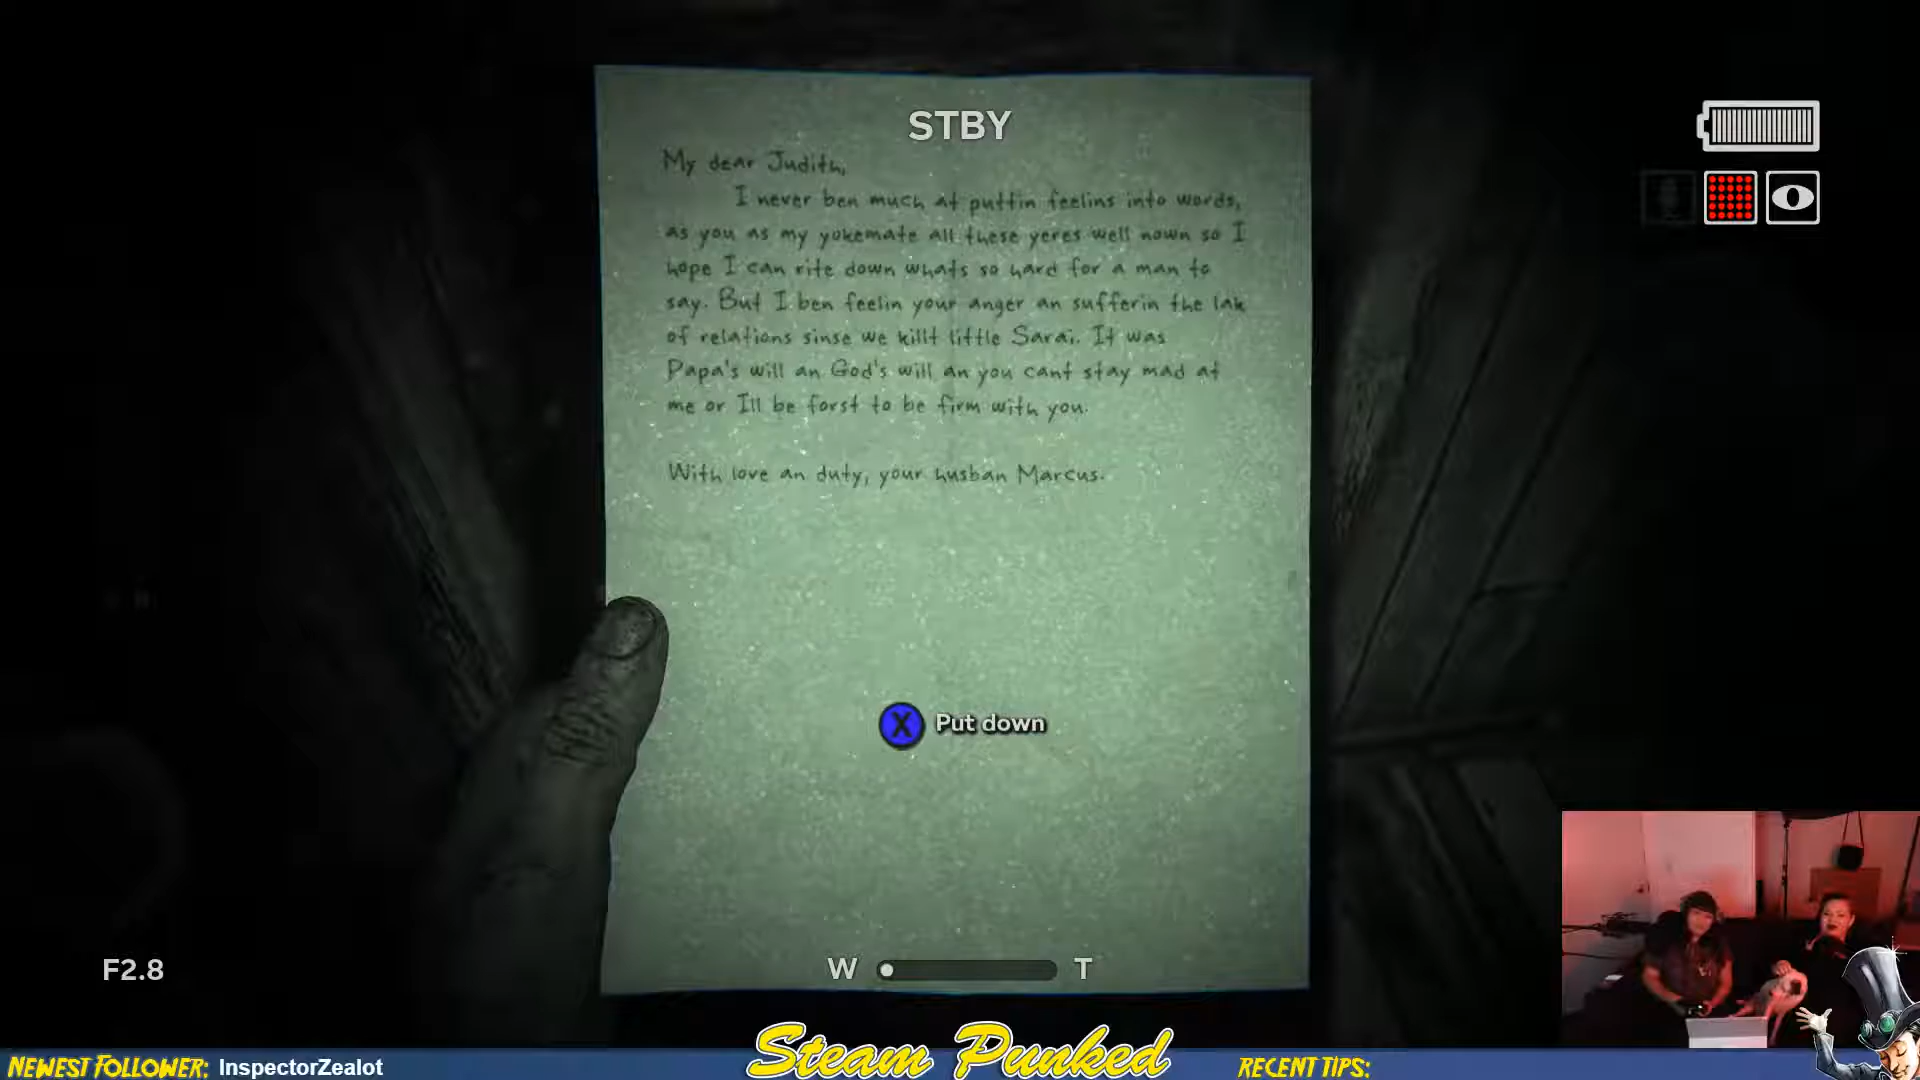 STBY
My dear Judith,
I never ben much at puttin feelins into words,
as you as my yokemate all these yeres well nown so I
hope I can rite down whats so hard for a man to
say. But I ben feelin your anger an sufferin the lak
of relations sinse we killt little Sarai. It was
Papa's will an God's will an you cant stay mad at
me or Ill be forst to be firm with you.
With love an duty, your husban Marcus.
X Put down
F2.8
W T
Steam Punked
NEWEST FOLLOWER: InspectorZealot
RECENT TIPS: